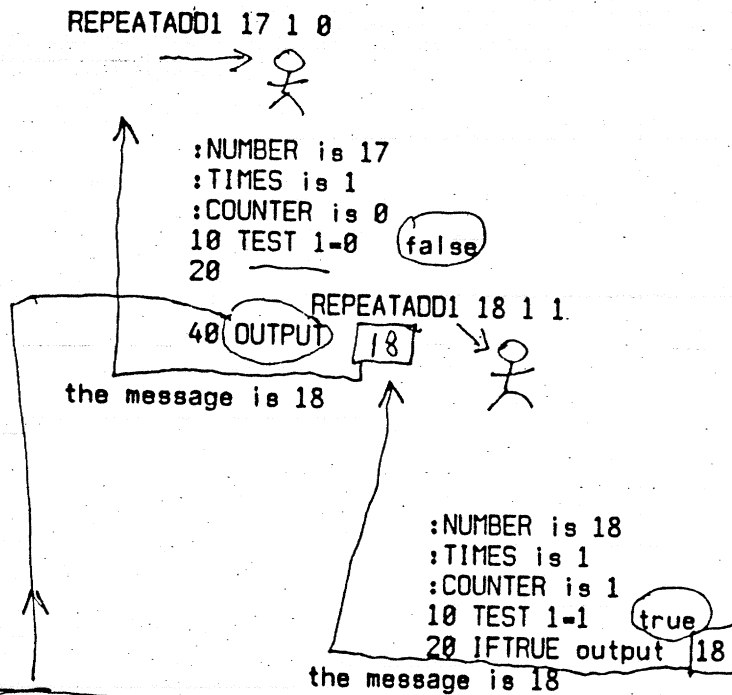 REPEATADD1 17 1 0
:NUMBER is 17
:TIMES is 1
:COUNTER is 0
10 TEST 1=0 false
20
REPEATADD1 18 1 1
40 OUTPUT 18
the message is 18
:NUMBER is 18
:TIMES is 1
:COUNTER is 1
10 TEST 1=1 true
20 IFTRUE output 18
the message is 18